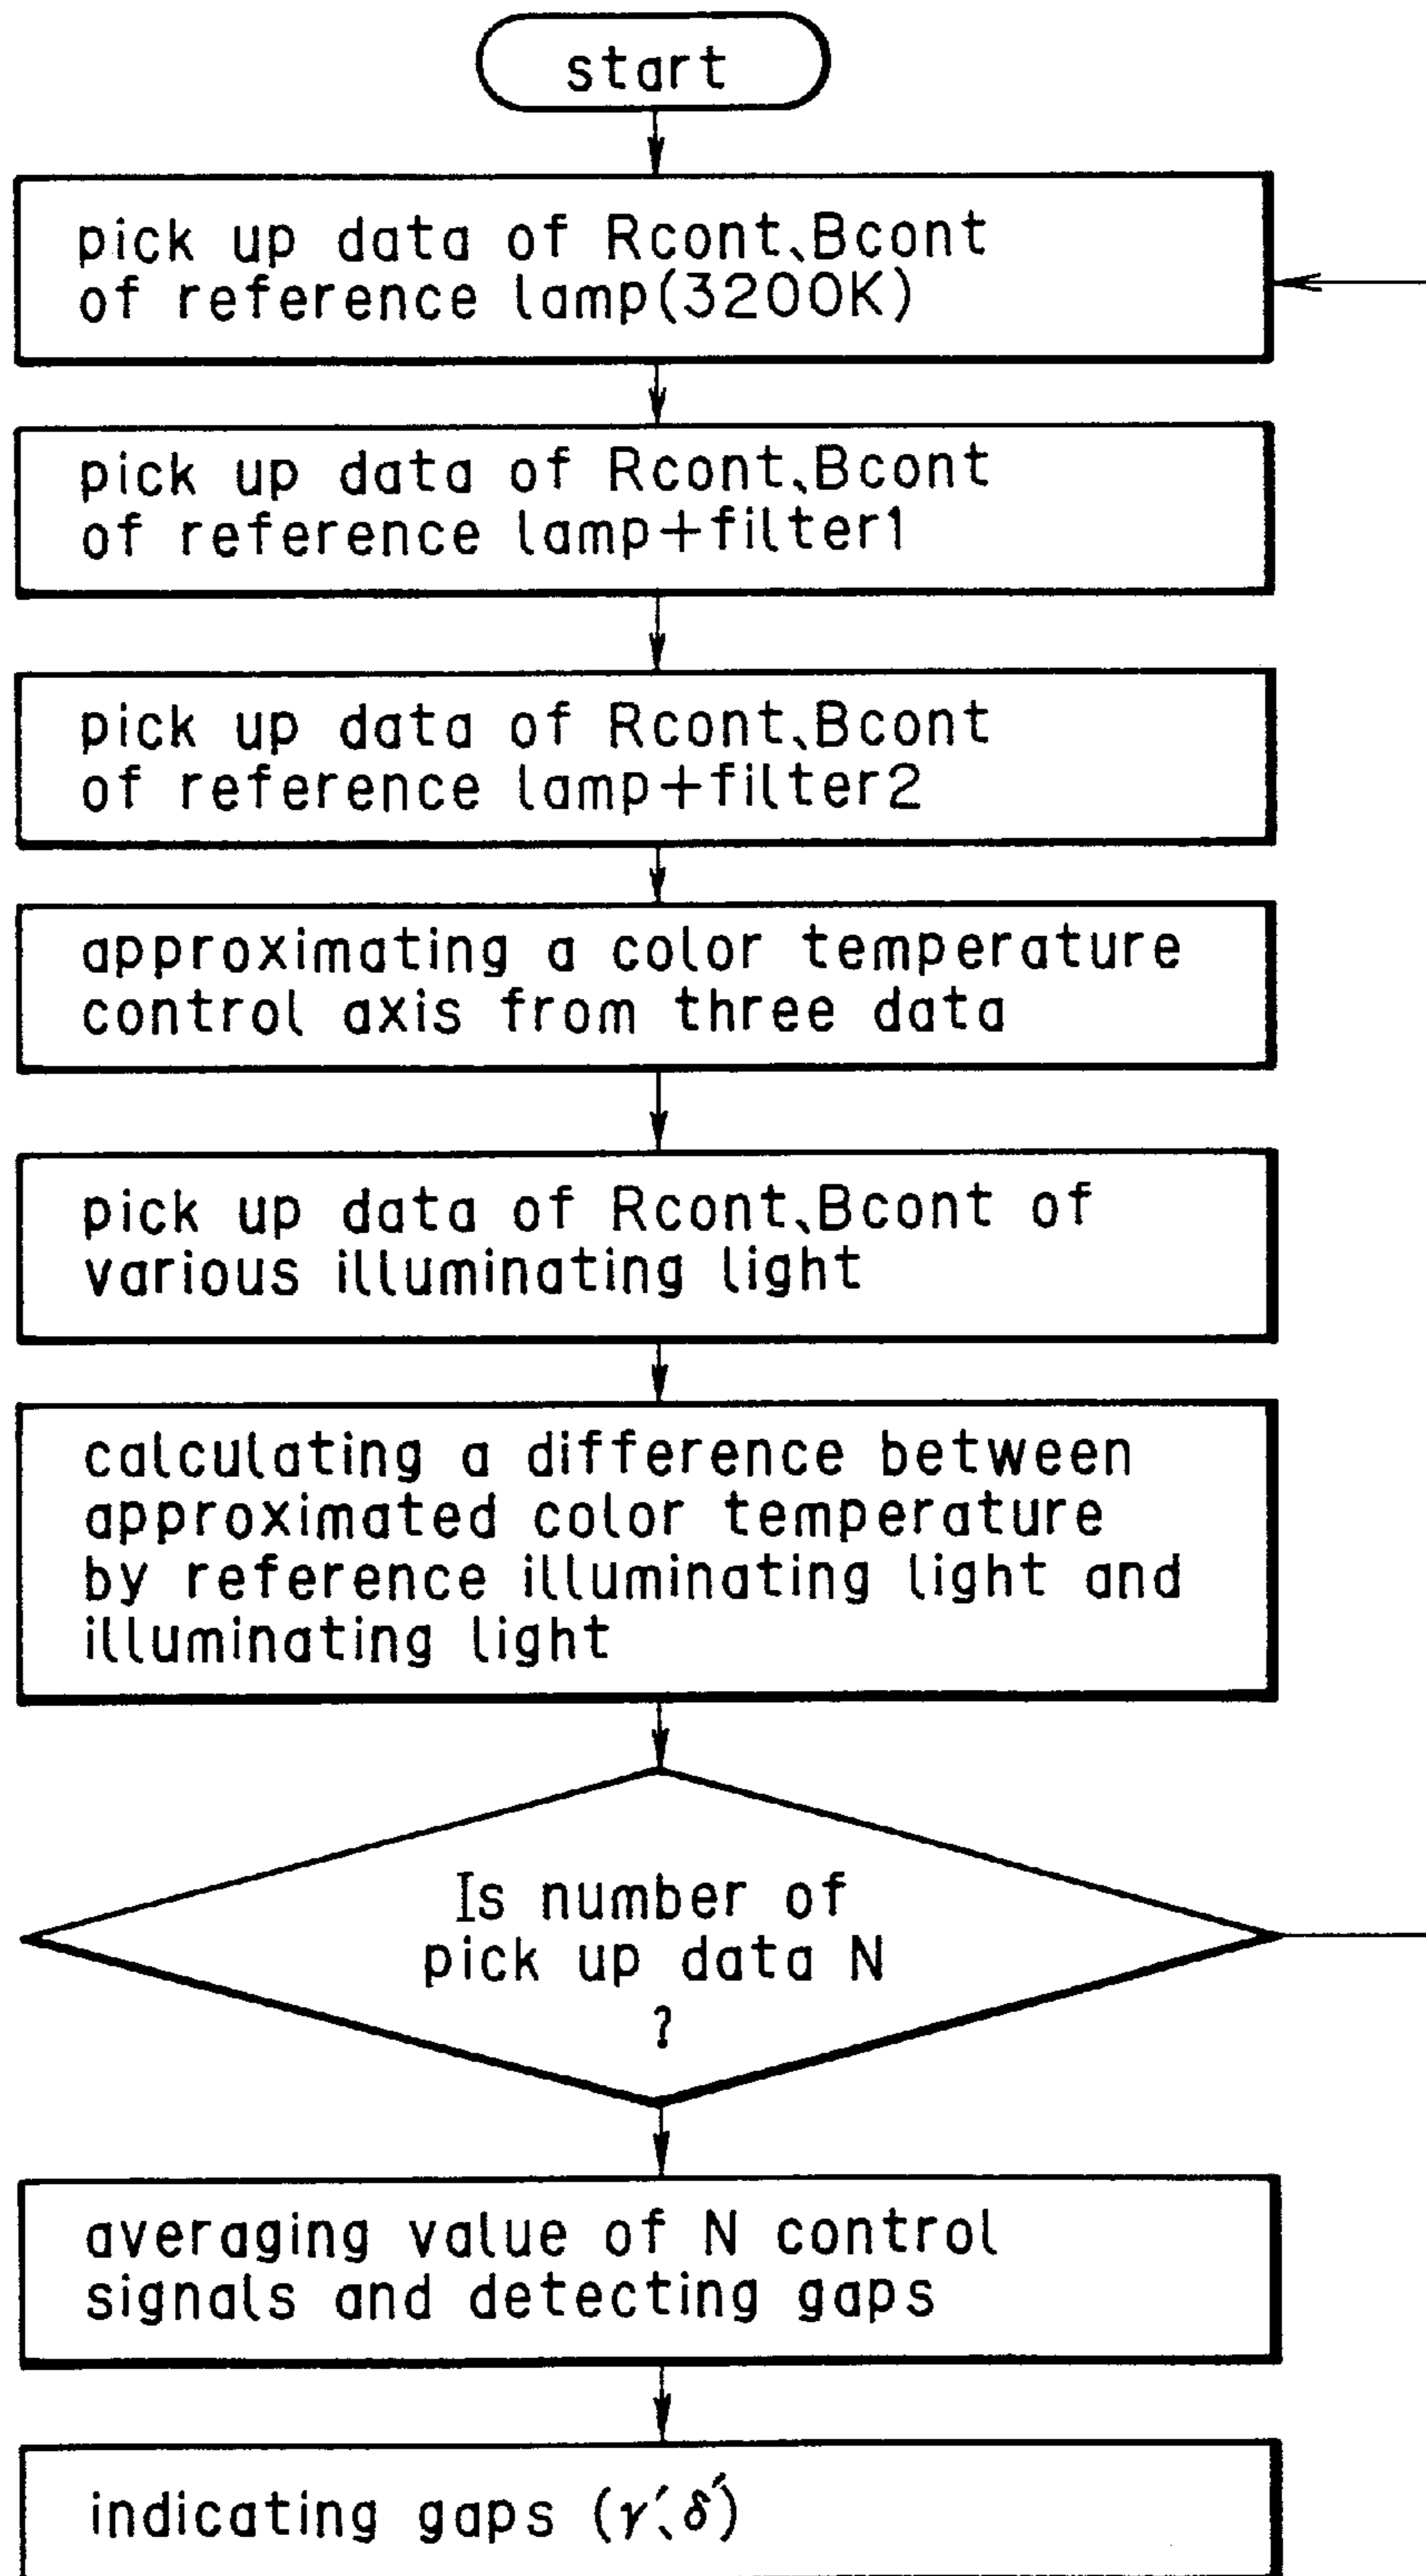 start
pick up data of Rcont、Bcont
of reference lamp(3200K)
pick up data of Rcont、Bcont
of reference lamp+filter1
pick up data of Rcont、Bcont
of reference lamp+filter2
approximating a color temperature
control axis from three data
pick up data of Rcont、Bcont of
various illuminating light
calculating a difference between
approximated color temperature
by reference illuminating light and
illuminating light
Is number of
pick up data N
?
averaging value of N control
signals and detecting gaps
indicating gaps (γ′、δ′)